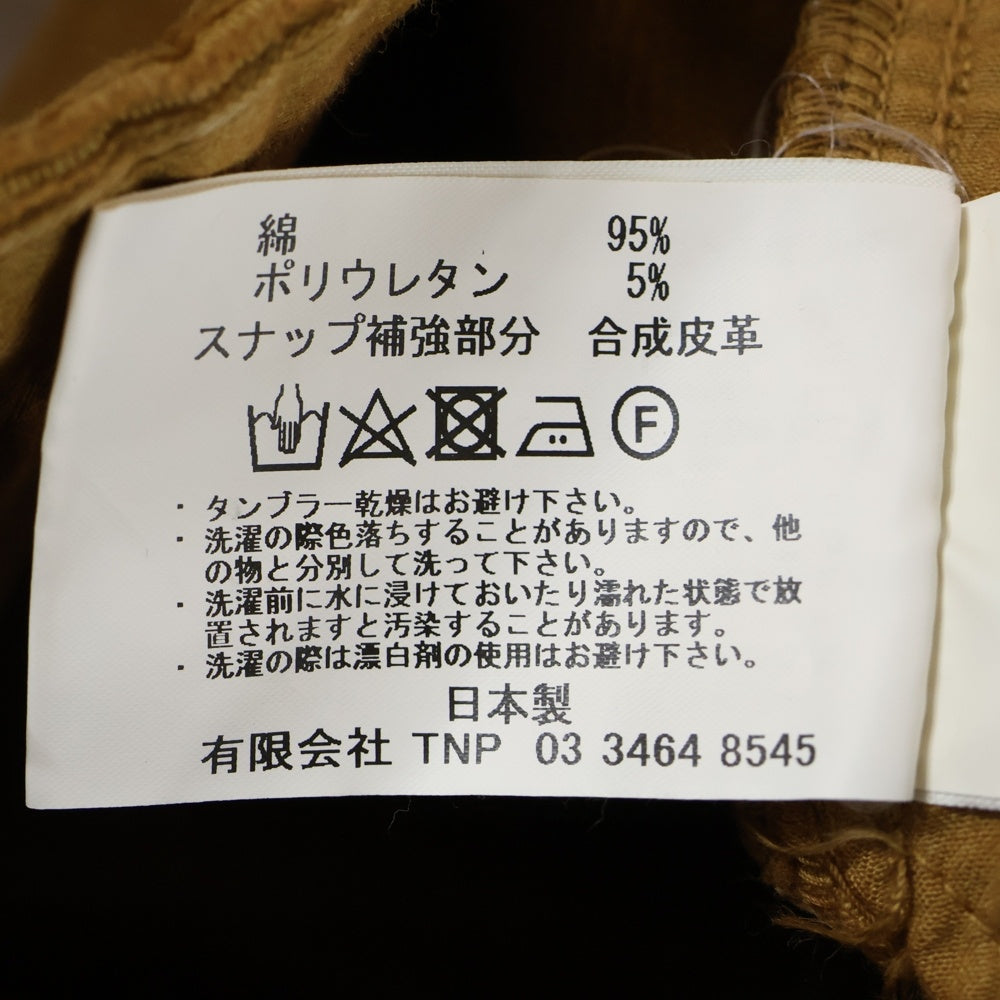 綿 95%
ポリウレタン 5%
スナップ補強部分 合成皮革
F
・タンブラー乾燥はお避け下さい。
・洗濯の際色落ちすることがありますので、他
の物と分別して洗って下さい。
・洗濯前に水に浸けておいたり濡れた状態で放
置されますと汚染することがあります。
・洗濯の際は漂白剤の使用はお避け下さい。
日本製
有限会社 TNP 03 3464 8545